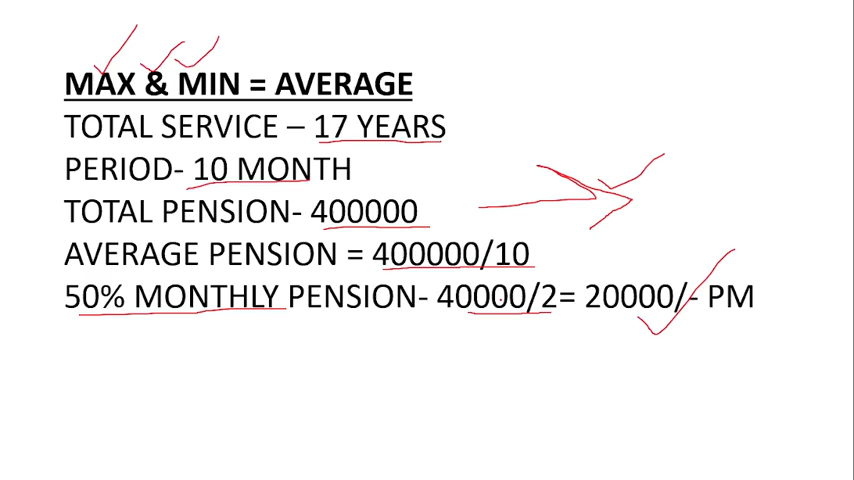 MAX & MIN = AVERAGE
TOTAL SERVICE – 17 YEARS
PERIOD- 10 MONTH
TOTAL PENSION- 400000
AVERAGE PENSION = 400000/10
50% MONTHLY PENSION- 40000/2= 20000/- PM